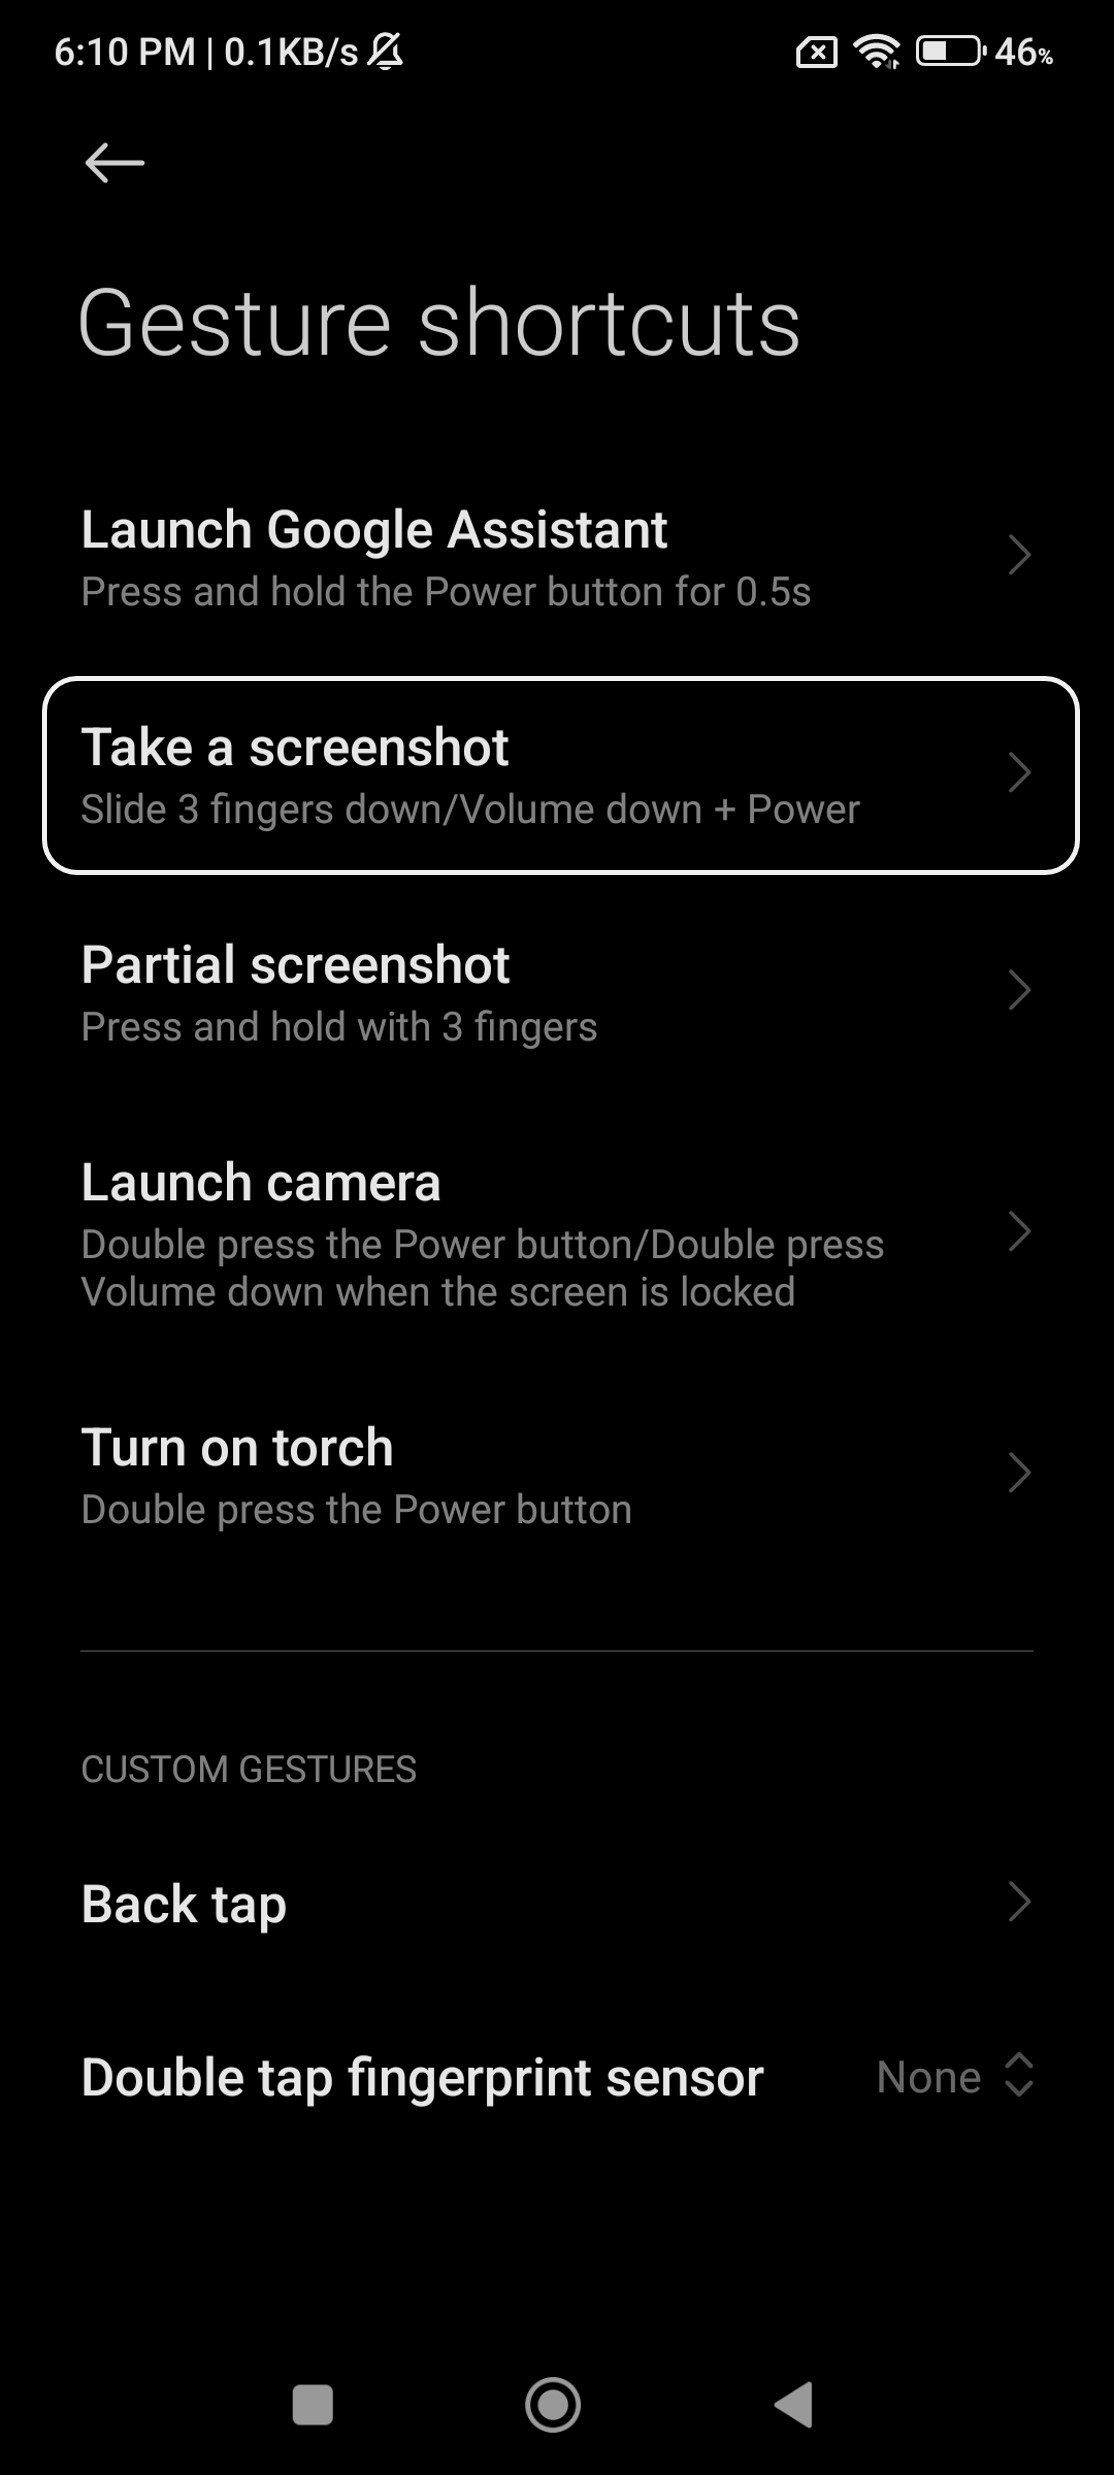 6:10 PM | 0.1KB/s
46%
Gesture shortcuts
Launch Google Assistant
Press and hold the Power button for 0.5s
Take a screenshot
Slide 3 fingers down/Volume down + Power
Partial screenshot
Press and hold with 3 fingers
Launch camera
Double press the Power button/Double press
Volume down when the screen is locked
Turn on torch
Double press the Power button
CUSTOM GESTURES
Back tap
Double tap fingerprint sensor
None